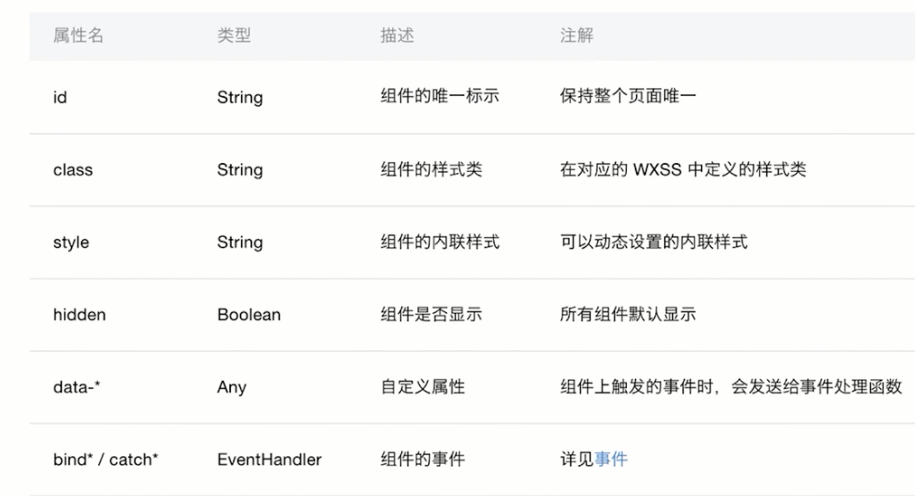 属性名 类型 描述 注解
id String 组件的唯一标示 保持整个页面唯一
class String 组件的样式类 在对应的 WXSS 中定义的样式类
style String 组件的内联样式 可以动态设置的内联样式
hidden Boolean 组件是否显示 所有组件默认显示
data-* Any 自定义属性 组件上触发的事件时，会发送给事件处理函数
bind* / catch* EventHandler 组件的事件 详见事件